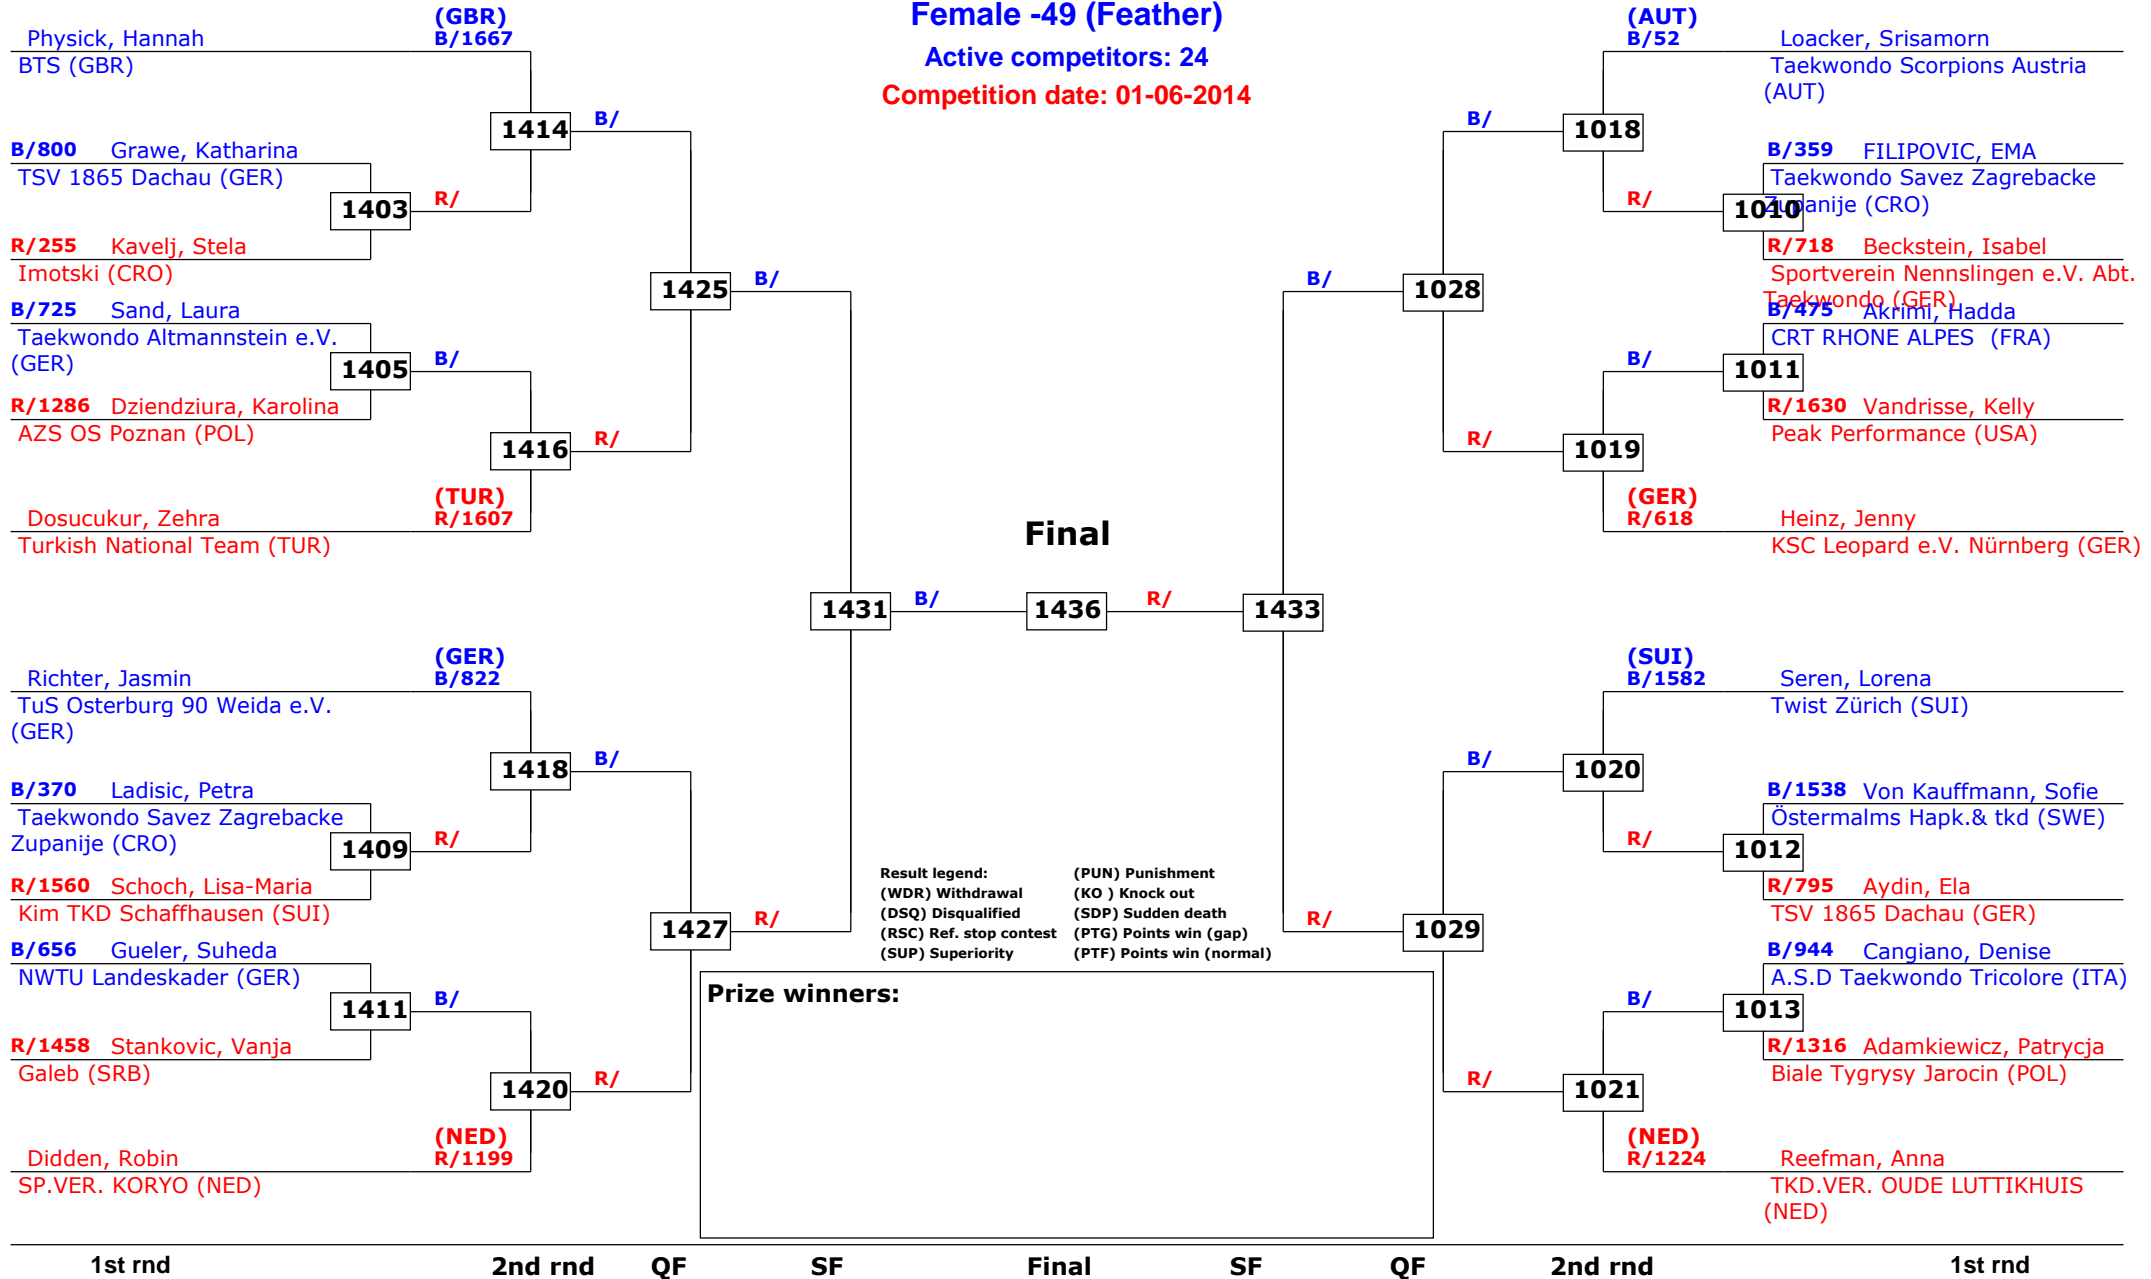 Female -49 (Feather)
Active competitors: 24
Competition date: 01-06-2014
(GBR)
Physick, Hannah B/1667
BTS (GBR)
1414 B/
B/800 Grawe, Katharina
TSV 1865 Dachau (GER)
1403 R/
R/255 Kavelj, Stela
Imotski (CRO)
1425 B/
B/725 Sand, Laura
Taekwondo Altmannstein e.V.
(GER)
1405 B/
R/1286 Dziendziura, Karolina
AZS OS Poznan (POL)
1416 R/
(TUR)
Dosucukur, Zehra R/1607
Turkish National Team (TUR)
1431 B/
(GER)
Richter, Jasmin B/822
TuS Osterburg 90 Weida e.V.
(GER)
1418 B/
B/370 Ladisic, Petra
Taekwondo Savez Zagrebacke
Zupanije (CRO)
1409 R/
R/1560 Schoch, Lisa-Maria
Kim TKD Schaffhausen (SUI)
1427 R/
B/656 Gueler, Suheda
NWTU Landeskader (GER)
1411 B/
R/1458 Stankovic, Vanja
Galeb (SRB)
1420 R/
(NED)
Didden, Robin R/1199
SP.VER. KORYO (NED)
Final
1436
R/ 1433
(AUT)
B/52 Loacker, Srisamorn
Taekwondo Scorpions Austria
(AUT)
B/ 1018
B/359 FILIPOVIC, EMA
Taekwondo Savez Zagrebacke
Zupanije (CRO)
R/ 1010
R/718 Beckstein, Isabel
Sportverein Nennslingen e.V. Abt.
Taekwondo (GER)
B/ 1028
B/475 Akrimi, Hadda
CRT RHONE ALPES (FRA)
B/ 1011
R/1630 Vandrisse, Kelly
Peak Performance (USA)
R/ 1019
(GER)
R/618 Heinz, Jenny
KSC Leopard e.V. Nürnberg (GER)
(SUI)
B/1582 Seren, Lorena
Twist Zürich (SUI)
B/ 1020
B/1538 Von Kauffmann, Sofie
Östermalms Hapk.& tkd (SWE)
R/ 1012
R/795 Aydin, Ela
TSV 1865 Dachau (GER)
R/ 1029
B/944 Cangiano, Denise
A.S.D Taekwondo Tricolore (ITA)
B/ 1013
R/1316 Adamkiewicz, Patrycja
Biale Tygrysy Jarocin (POL)
R/ 1021
(NED)
R/1224 Reefman, Anna
TKD.VER. OUDE LUTTIKHUIS
(NED)
Result legend: (PUN) Punishment
(WDR) Withdrawal (KO ) Knock out
(DSQ) Disqualified (SDP) Sudden death
(RSC) Ref. stop contest (PTG) Points win (gap)
(SUP) Superiority (PTF) Points win (normal)
Prize winners:
1st rnd 2nd rnd QF SF Final SF QF 2nd rnd 1st rnd